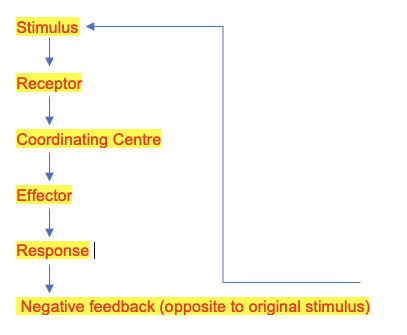 Stimulus
Receptor
Coordinating Centre
Effector
Response
Negative feedback (opposite to original stimulus)